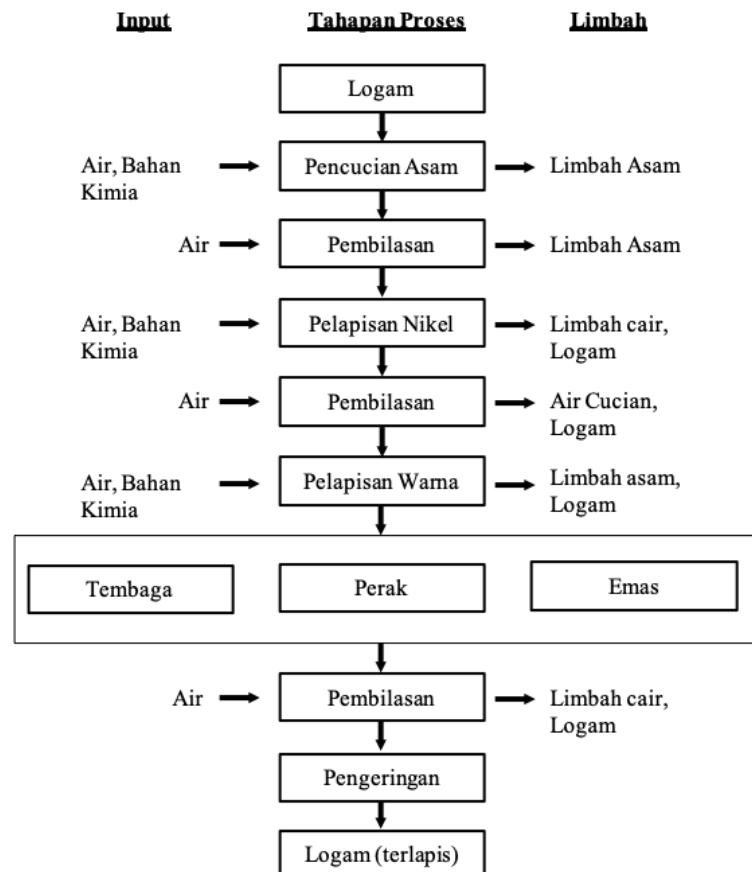 Input Tahapan Proses Limbah
Logam
Air, Bahan
Kimia
Pencucian Asam
Limbah Asam
Air
Pembilasan
Limbah Asam
Air, Bahan
Kimia
Pelapisan Nikel
Limbah cair,
Logam
Air
Pembilasan
Air Cucian,
Logam
Air, Bahan
Kimia
Pelapisan Warna
Limbah asam,
Logam
Tembaga
Perak
Emas
Air
Pembilasan
Limbah cair,
Logam
Pengeringan
Logam (terlapis)